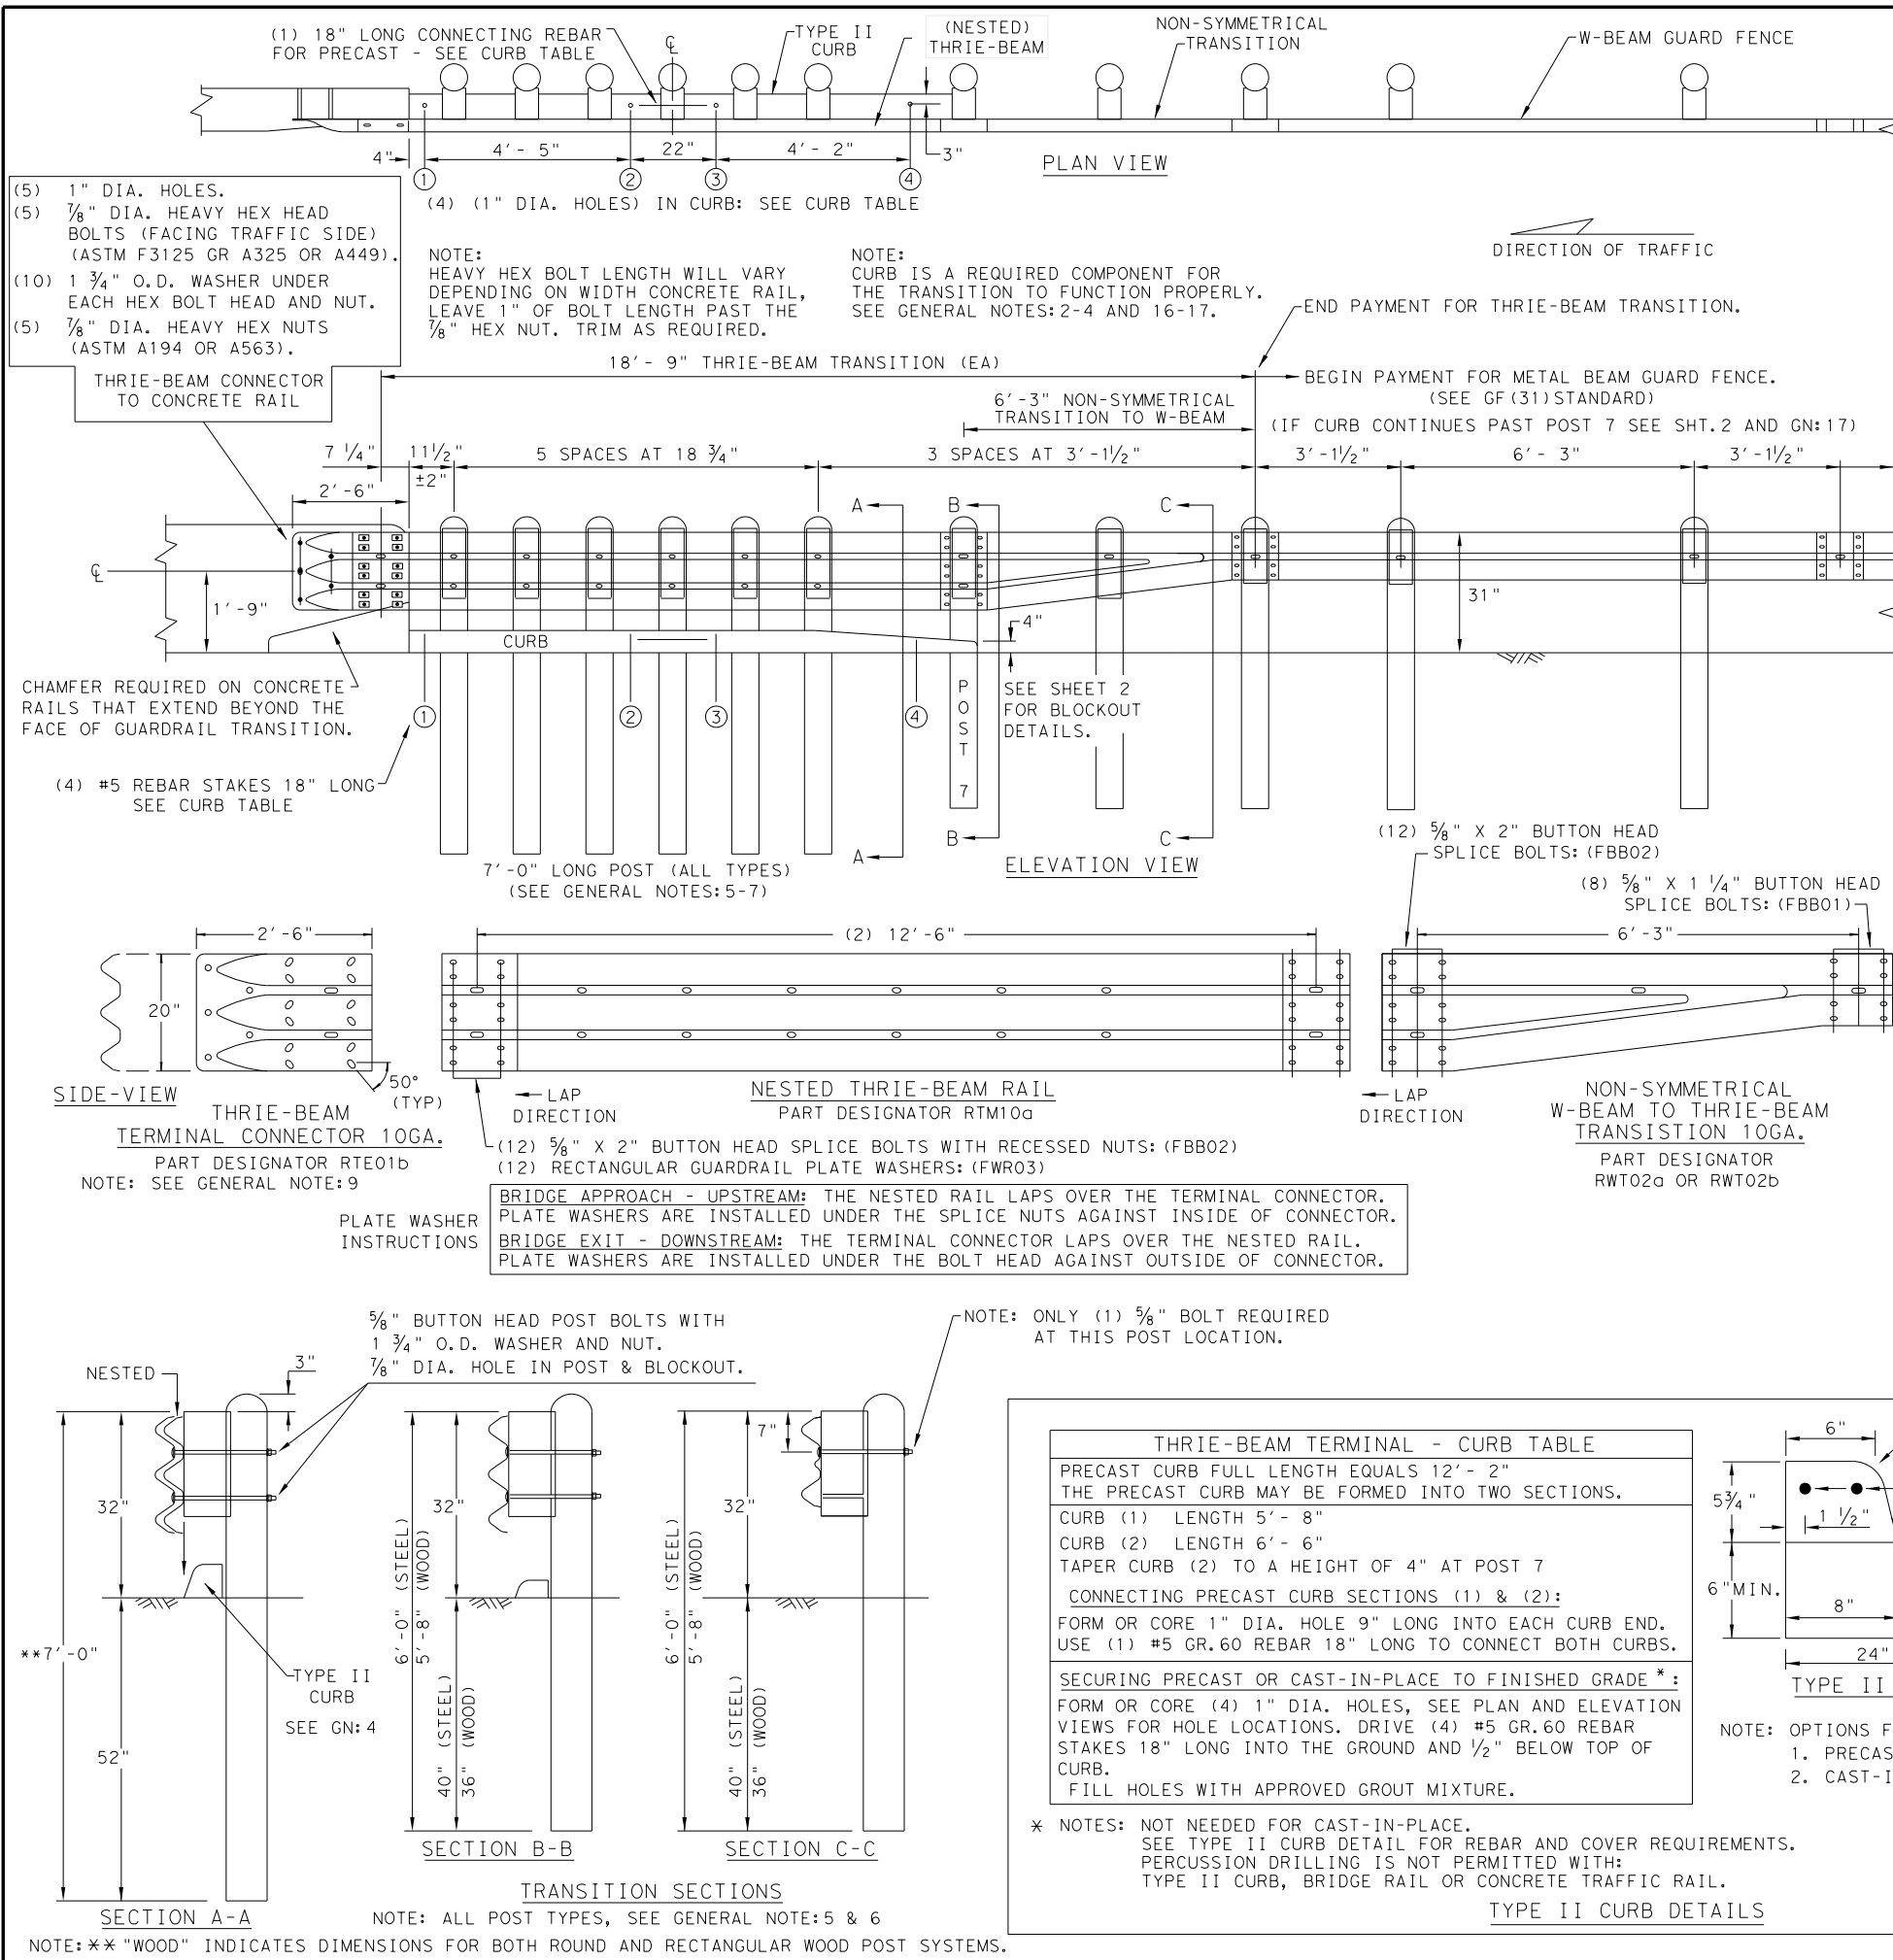 (1) 18" LONG CONNECTING REBAR
FOR PRECAST - SEE CURB TABLE
℄
TYPE II
CURB
(NESTED)
THRIE-BEAM
NON-SYMMETRICAL
TRANSITION
W-BEAM GUARD FENCE
4"
4'- 5"
22"
4'- 2"
3"
PLAN VIEW
1
2
3
4
(4) (1" DIA. HOLES) IN CURB: SEE CURB TABLE
(5) 1" DIA. HOLES.
(5) ⅞" DIA. HEAVY HEX HEAD
BOLTS (FACING TRAFFIC SIDE)
(ASTM F3125 GR A325 OR A449).
(10) 1 ¾" O.D. WASHER UNDER
EACH HEX BOLT HEAD AND NUT.
(5) ⅞" DIA. HEAVY HEX NUTS
(ASTM A194 OR A563).
THRIE-BEAM CONNECTOR
TO CONCRETE RAIL
NOTE:
HEAVY HEX BOLT LENGTH WILL VARY
DEPENDING ON WIDTH CONCRETE RAIL,
LEAVE 1" OF BOLT LENGTH PAST THE
⅞" HEX NUT. TRIM AS REQUIRED.
NOTE:
CURB IS A REQUIRED COMPONENT FOR
THE TRANSITION TO FUNCTION PROPERLY.
SEE GENERAL NOTES:2-4 AND 16-17.
DIRECTION OF TRAFFIC
END PAYMENT FOR THRIE-BEAM TRANSITION.
18'- 9" THRIE-BEAM TRANSITION (EA)
BEGIN PAYMENT FOR METAL BEAM GUARD FENCE.
(SEE GF(31)STANDARD)
6'-3" NON-SYMMETRICAL
TRANSITION TO W-BEAM
(IF CURB CONTINUES PAST POST 7 SEE SHT.2 AND GN:17)
7 ¼"
11½"
±2"
5 SPACES AT 18 ¾"
3 SPACES AT 3'-1½"
3'-1½"
6'- 3"
3'-1½"
2'-6"
A
B
C
℄
1'-9"
31"
CURB
4"
CHAMFER REQUIRED ON CONCRETE
RAILS THAT EXTEND BEYOND THE
FACE OF GUARDRAIL TRANSITION.
1
2
3
4
POST 7
SEE SHEET 2
FOR BLOCKOUT
DETAILS.
(4) #5 REBAR STAKES 18" LONG
SEE CURB TABLE
A
B
C
7'-0" LONG POST (ALL TYPES)
(SEE GENERAL NOTES:5-7)
ELEVATION VIEW
(12) ⅝" X 2" BUTTON HEAD
SPLICE BOLTS:(FBB02)
(8) ⅝" X 1 ¼" BUTTON HEAD
SPLICE BOLTS:(FBB01)
2'-6"
(2) 12'-6"
6'-3"
20"
50°
(TYP)
SIDE-VIEW
THRIE-BEAM
TERMINAL CONNECTOR 10GA.
PART DESIGNATOR RTE01b
NOTE: SEE GENERAL NOTE:9
LAP
DIRECTION
NESTED THRIE-BEAM RAIL
PART DESIGNATOR RTM10a
LAP
DIRECTION
NON-SYMMETRICAL
W-BEAM TO THRIE-BEAM
TRANSISTION 10GA.
PART DESIGNATOR
RWT02a OR RWT02b
(12) ⅝" X 2" BUTTON HEAD SPLICE BOLTS WITH RECESSED NUTS:(FBB02)
(12) RECTANGULAR GUARDRAIL PLATE WASHERS:(FWR03)
PLATE WASHER
INSTRUCTIONS
BRIDGE APPROACH - UPSTREAM: THE NESTED RAIL LAPS OVER THE TERMINAL CONNECTOR.
PLATE WASHERS ARE INSTALLED UNDER THE SPLICE NUTS AGAINST INSIDE OF CONNECTOR.
BRIDGE EXIT - DOWNSTREAM: THE TERMINAL CONNECTOR LAPS OVER THE NESTED RAIL.
PLATE WASHERS ARE INSTALLED UNDER THE BOLT HEAD AGAINST OUTSIDE OF CONNECTOR.
⅝" BUTTON HEAD POST BOLTS WITH
1 ¾" O.D. WASHER AND NUT.
⅞" DIA. HOLE IN POST & BLOCKOUT.
NOTE: ONLY (1) ⅝" BOLT REQUIRED
AT THIS POST LOCATION.
NESTED
3"
32"
**7'-0"
52"
TYPE II
CURB
SEE GN:4
SECTION A-A
32"
6'-0" (STEEL)
5'-8" (WOOD)
40" (STEEL)
36" (WOOD)
SECTION B-B
7"
32"
6'-0" (STEEL)
5'-8" (WOOD)
40" (STEEL)
36" (WOOD)
SECTION C-C
TRANSITION SECTIONS
NOTE: ALL POST TYPES, SEE GENERAL NOTE:5 & 6
NOTE:** "WOOD" INDICATES DIMENSIONS FOR BOTH ROUND AND RECTANGULAR WOOD POST SYSTEMS.
THRIE-BEAM TERMINAL - CURB TABLE
PRECAST CURB FULL LENGTH EQUALS 12'- 2"
THE PRECAST CURB MAY BE FORMED INTO TWO SECTIONS.
CURB (1) LENGTH 5'- 8"
CURB (2) LENGTH 6'- 6"
TAPER CURB (2) TO A HEIGHT OF 4" AT POST 7
CONNECTING PRECAST CURB SECTIONS (1) & (2):
FORM OR CORE 1" DIA. HOLE 9" LONG INTO EACH CURB END.
USE (1) #5 GR.60 REBAR 18" LONG TO CONNECT BOTH CURBS.
SECURING PRECAST OR CAST-IN-PLACE TO FINISHED GRADE *:
FORM OR CORE (4) 1" DIA. HOLES, SEE PLAN AND ELEVATION
VIEWS FOR HOLE LOCATIONS. DRIVE (4) #5 GR.60 REBAR
STAKES 18" LONG INTO THE GROUND AND ½" BELOW TOP OF
CURB.
FILL HOLES WITH APPROVED GROUT MIXTURE.
6"
5¾"
1 ½"
6"MIN.
8"
24"
TYPE II
NOTE: OPTIONS F
1. PRECAS
2. CAST-I
* NOTES: NOT NEEDED FOR CAST-IN-PLACE.
SEE TYPE II CURB DETAIL FOR REBAR AND COVER REQUIREMENTS.
PERCUSSION DRILLING IS NOT PERMITTED WITH:
TYPE II CURB, BRIDGE RAIL OR CONCRETE TRAFFIC RAIL.
TYPE II CURB DETAILS